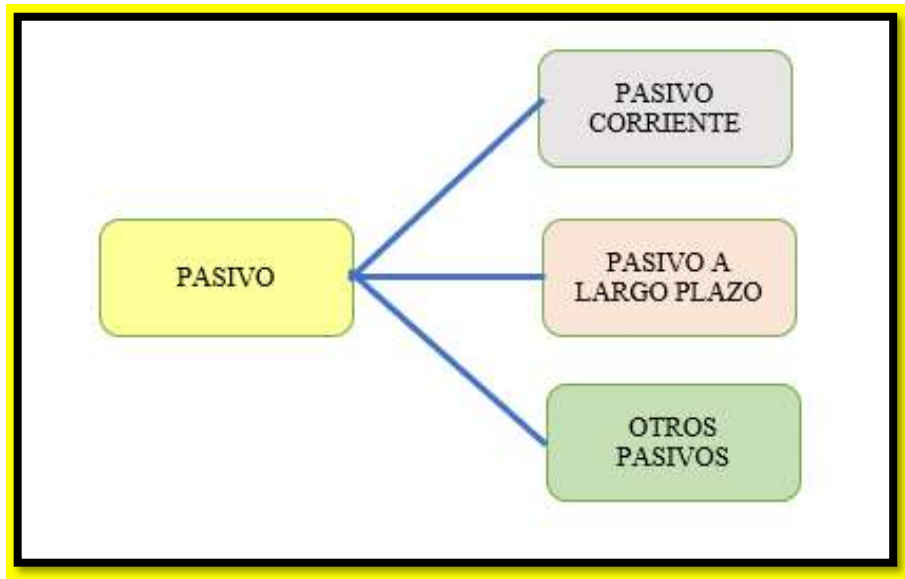 PASIVO
PASIVO
CORRIENTE
PASIVO A
LARGO PLAZO
OTROS
PASIVOS